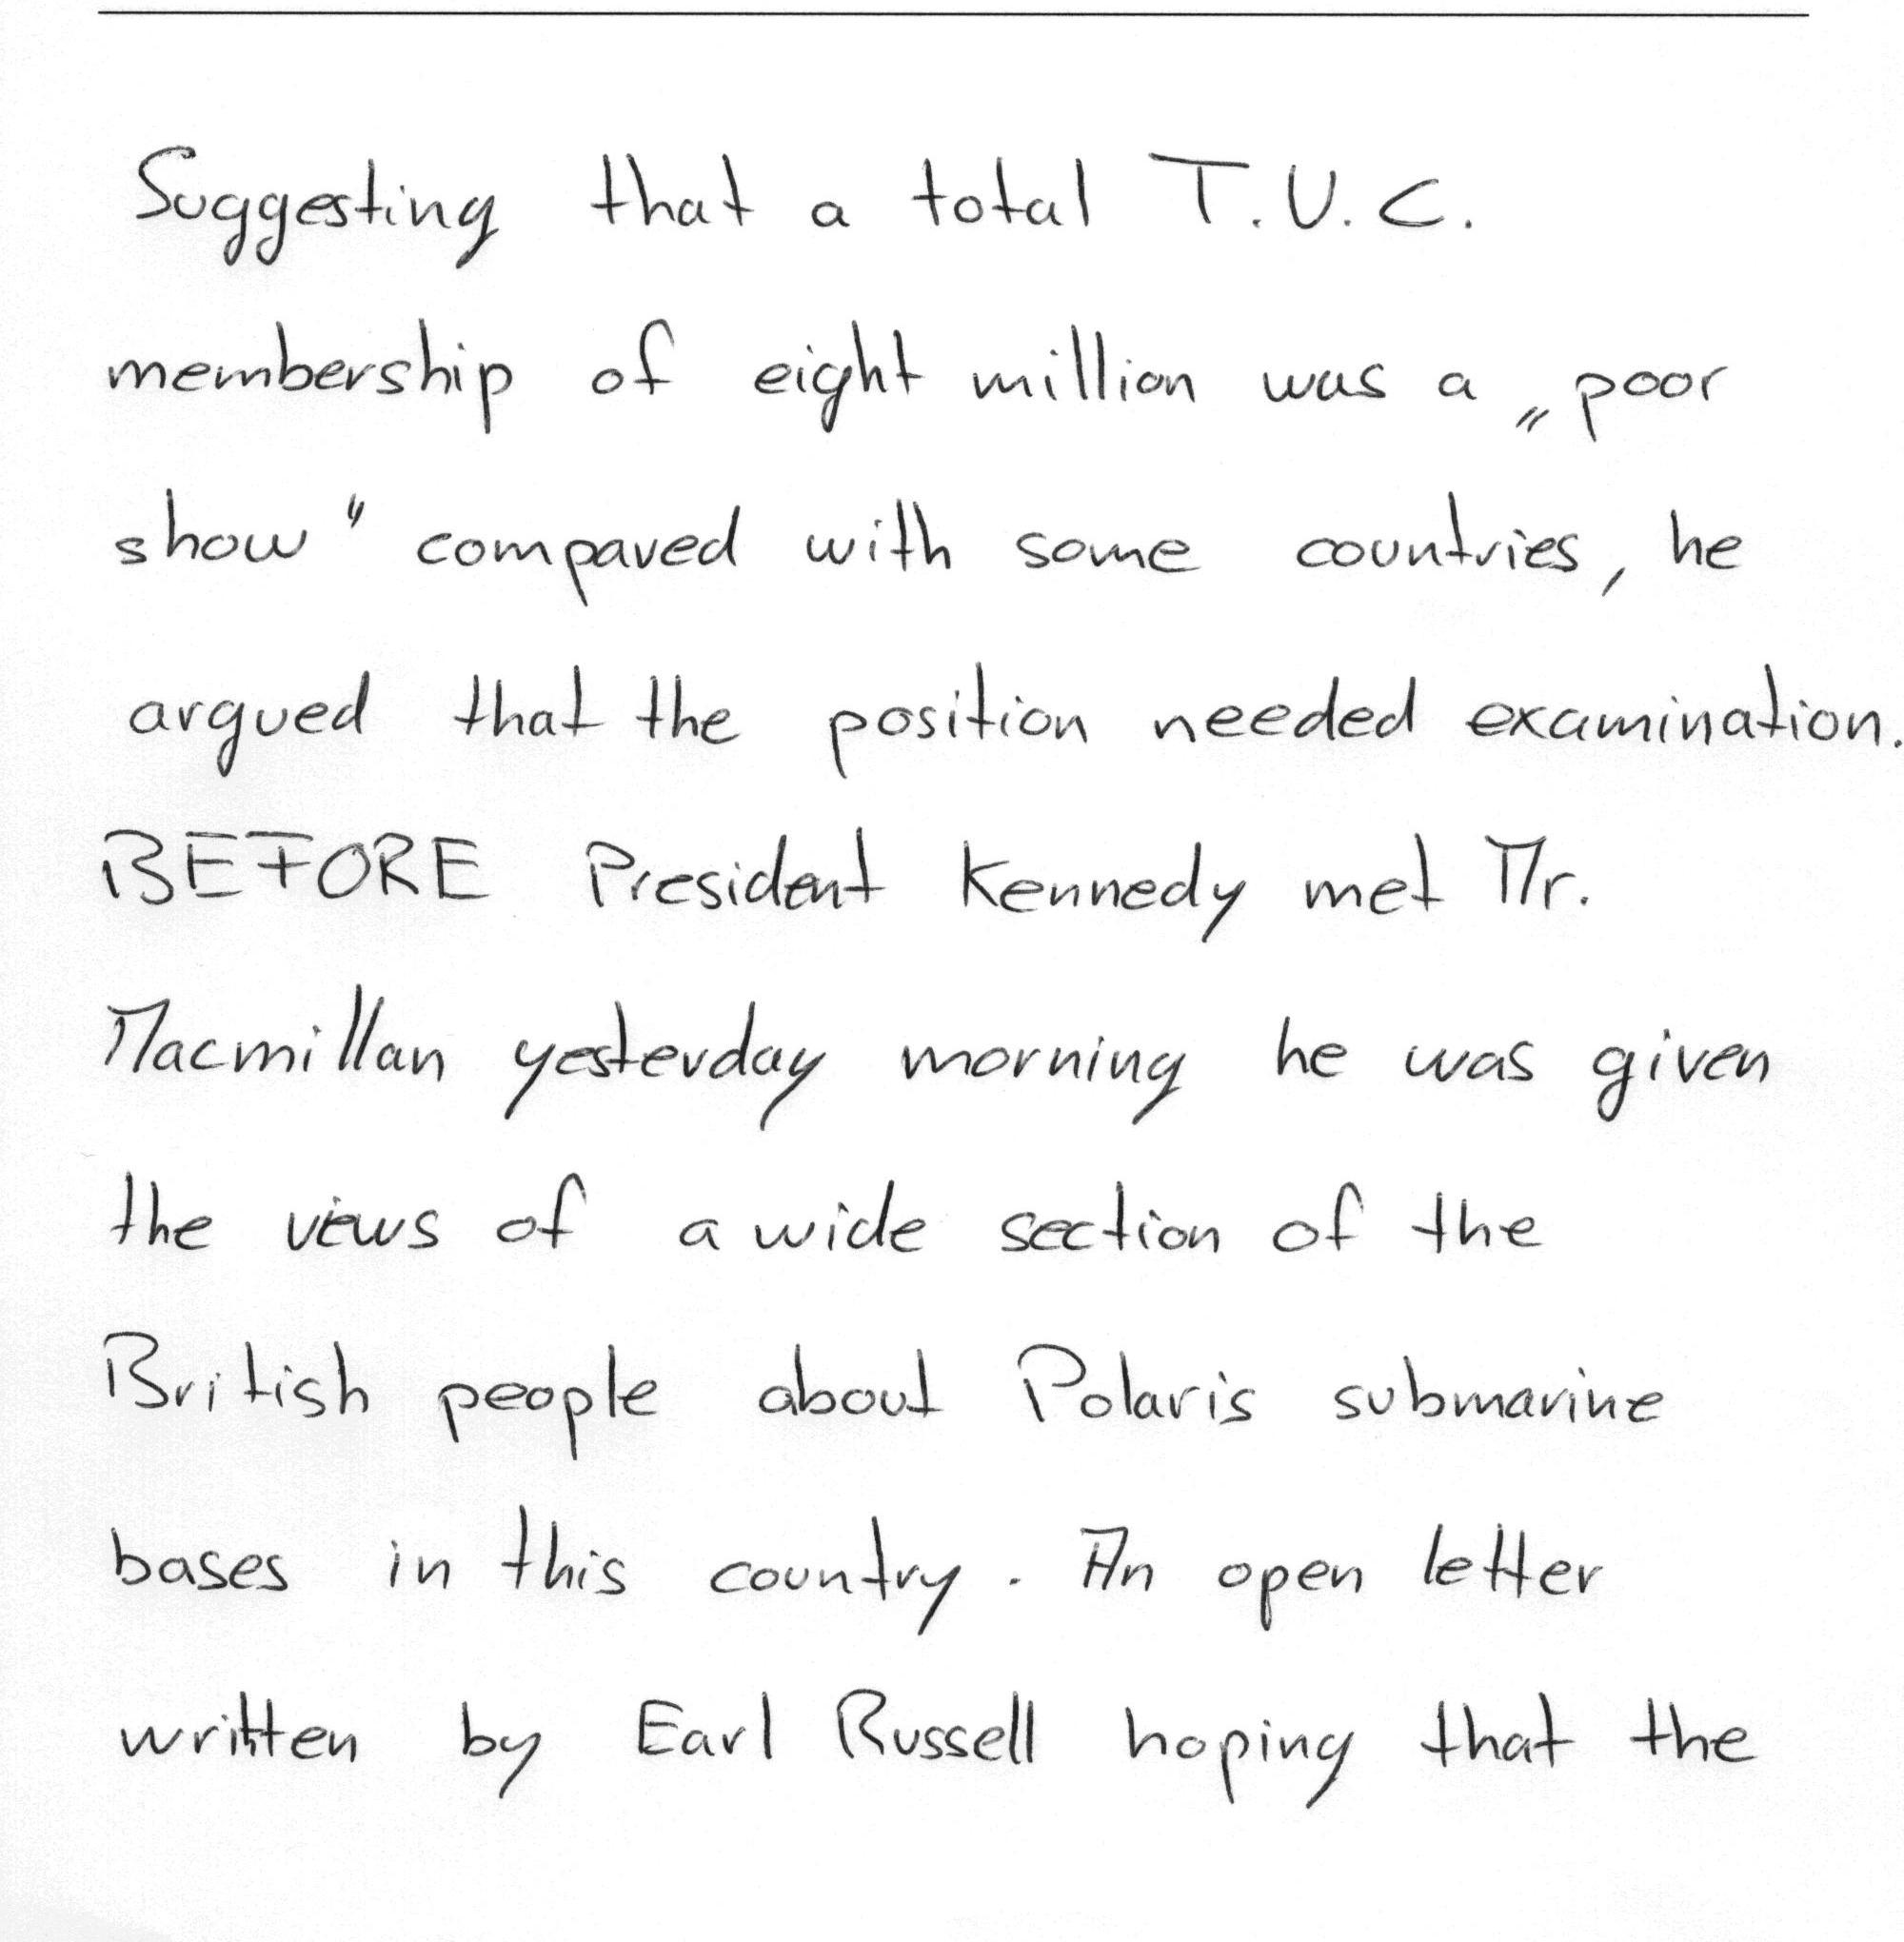 Suggesting that a total T.U.C.
membership of eight million was a „poor
show" compared with some countries, he
argued that the position needed examination.
BEFORE President Kennedy met Mr.
Macmillan yesterday morning he was given
the views of a wide section of the
British people about Polaris submarine
bases in this country. An open letter
written by Earl Russell hoping that the